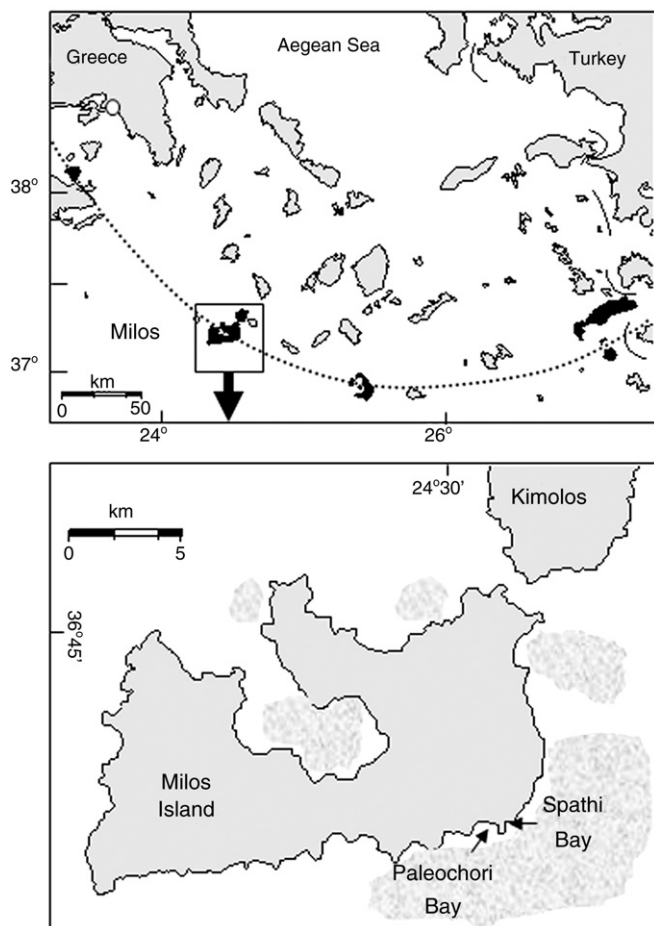 Greece
Aegean Sea
Turkey
38°
Milos
37°
km
0 50
24°
26°
24°30'
Kimolos
km
0 5
36°45'
Milos
Island
Spathi
Bay
Paleochori
Bay